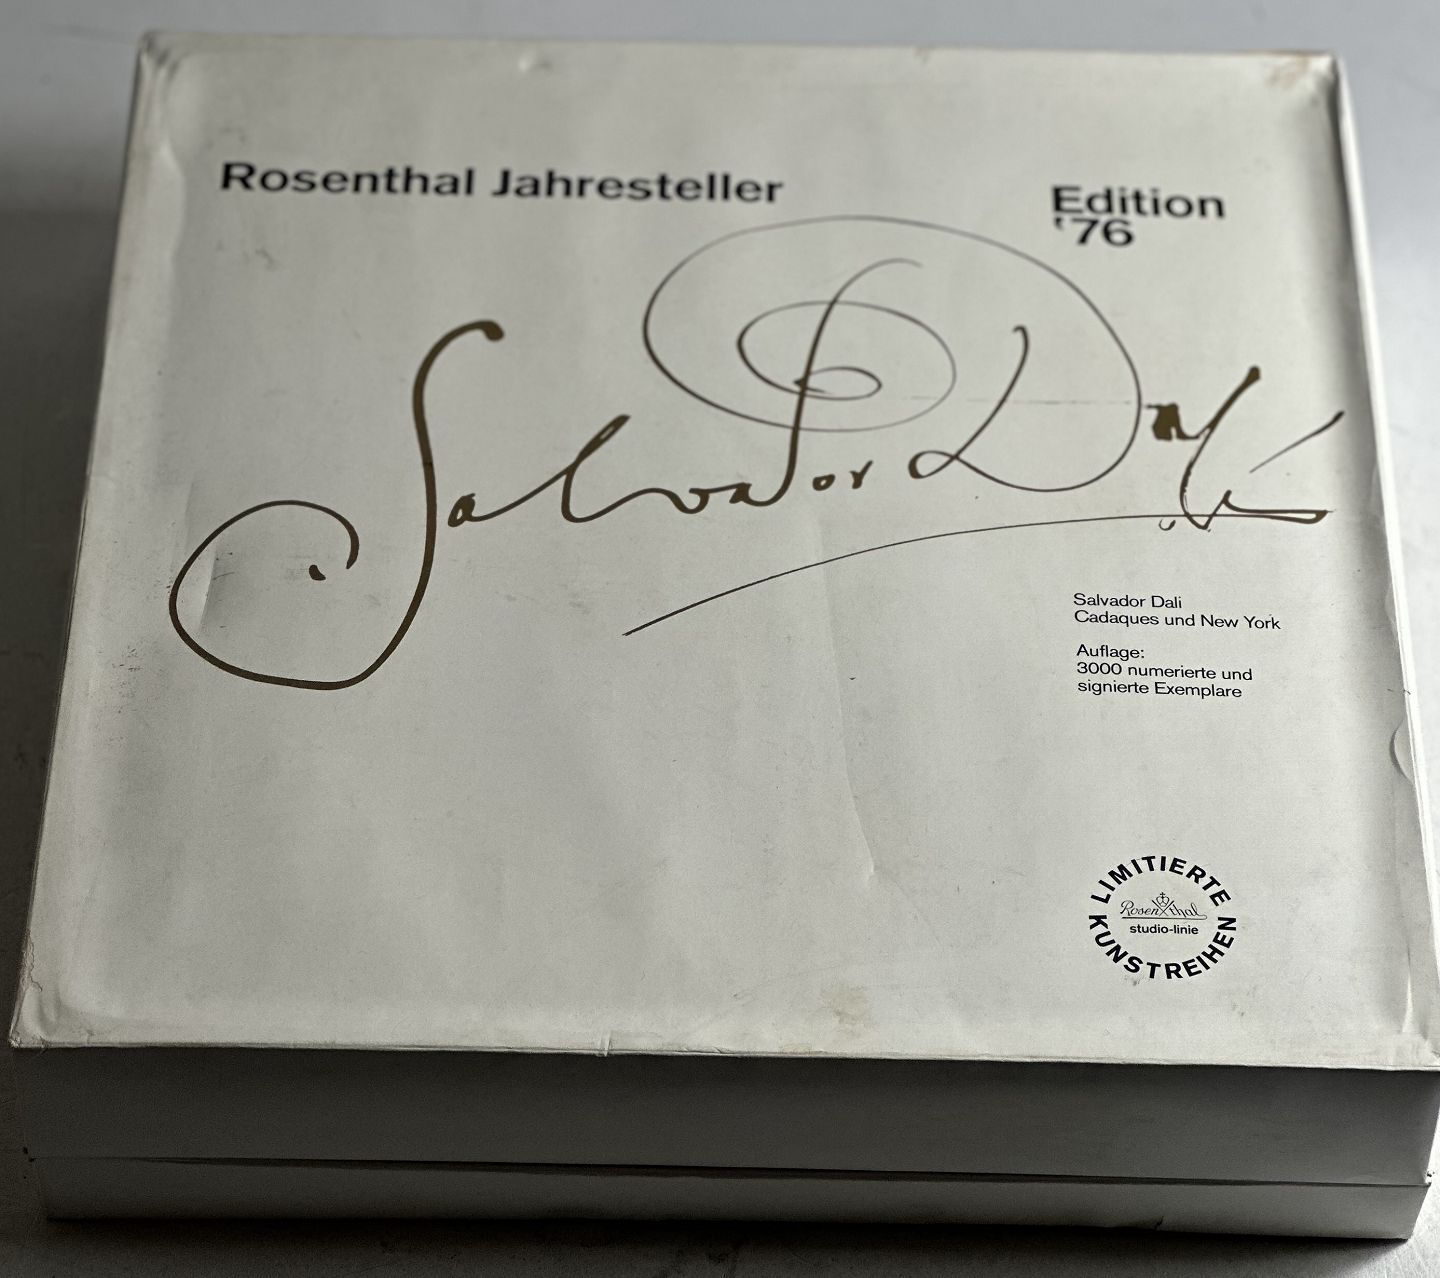 Rosenthal Jahresteller
Edition
'76
Salvador Dali
Salvador Dali
Cadaques und New York
Auflage:
3000 numerierte und
signierte Exemplare
LIMITIERTE
Rosenthal
studio-linie
KUNSTREIHEN